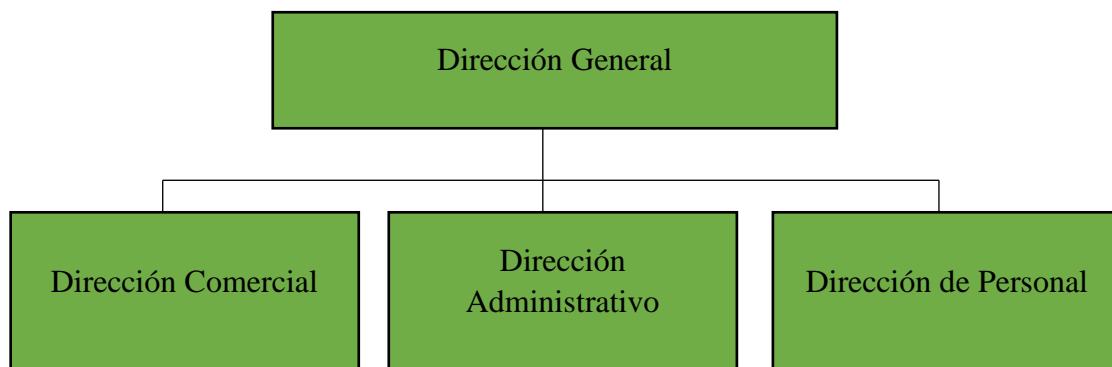 Dirección General
Dirección Comercial
Dirección
Administrativo
Dirección de Personal